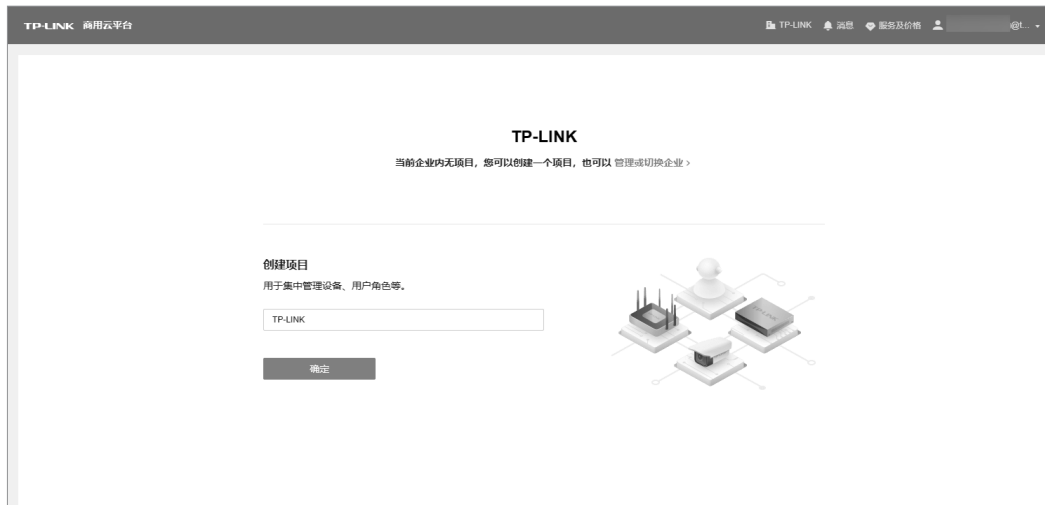 TP-LINK 商用云平台
TP-LINK 消息 服务及价格 @t...
TP-LINK
当前企业内无项目，您可以创建一个项目，也可以 管理或切换企业 >
创建项目
用于集中管理设备、用户角色等。
TP-LINK
确定
TP-LINK